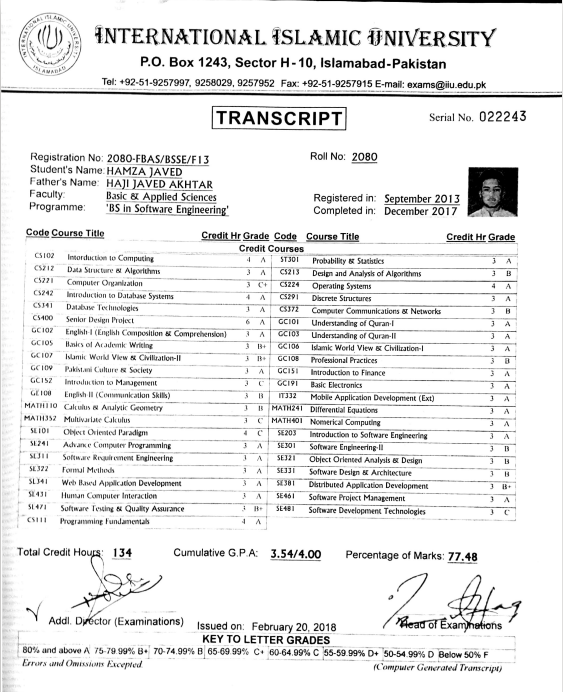 INTERNATIONAL ISLAMIC UNIVERSITY
P.O. Box 1243, Sector H-10, Islamabad-Pakistan
Tel: +92-51-9257997, 9258029, 9257952 Fax: +92-51-9257915 E-mail: exams@iiu.edu.pk
TRANSCRIPT
Serial No. 022243
Registration No: 2080-FBAS/BSSE/F13
Roll No: 2080
Student's Name: HAMZA JAVED
Father's Name: HAJI JAVED AKHTAR
Faculty: Basic & Applied Sciences
Registered in: September 2013
Programme: 'BS in Software Engineering'
Completed in: December 2017
Code Course Title Credit Hr Grade Code Course Title Credit Hr Grade
Credit Courses
CS102 Intorduction to Computing 4 A ST301 Probability & Statistics 3 A
CS212 Data Structure & Algorithms 3 A CS213 Design and Analysis of Algorithms 3 B
CS221 Computer Organization 3 C+ CS224 Operating Systems 4 A
CS242 Introduction to Database Systems 4 A CS291 Discrete Structures 3 A
CS341 Database Technologies 3 A CS372 Computer Communications & Networks 3 B
CS400 Senior Design Project 6 A GC101 Understanding of Quran-I 3 A
GC102 English-I (English Composition & Comprehension) 3 A GC103 Understanding of Quran-II 3 A
GC105 Basics of Academic Writing 3 B+ GC106 Islamic World View & Civilization-I 3 A
GC107 Islamic World View & Civilization-II 3 B+ GC108 Professional Practices 3 B
GC109 Pakistani Culture & Society 3 A GC151 Introduction to Finance 3 A
GC152 Introduction to Management 3 C GC191 Basic Electronics 3 A
GE108 English-II (Communication Skills) 3 B IT332 Mobile Application Development (Ext) 3 A
MATH110 Calculus & Analytic Geometry 3 B MATH241 Differential Equations 3 A
MATH352 Multivariate Calculus 3 C MATH401 Nomerical Computing 3 A
SE101 Object Oriented Paradigm 4 C SE203 Introduction to Software Engineering 3 A
SE241 Advance Computer Programming 3 A SE301 Software Engineering-II 3 B
SE311 Software Requirement Engineering 3 A SE321 Object Oriented Analysis & Design 3 B
SE322 Formal Methods 3 A SE331 Software Design & Architecture 3 B
SE341 Web Based Application Development 3 A SE381 Distributed Application Development 3 B+
SE431 Human Computer Interaction 3 A SE461 Software Project Management 3 A
SE471 Software Testing & Quality Assurance 3 B+ SE481 Software Development Technologies 3 C
CS111 Programming Fundamentals 4 A
Total Credit Hours: 134 Cumulative G.P.A: 3.54/4.00 Percentage of Marks: 77.48
Addl. Director (Examinations)
Head of Examinations
Issued on: February 20, 2018
KEY TO LETTER GRADES
80% and above A 75-79.99% B+ 70-74.99% B 65-69.99% C+ 60-64.99% C 55-59.99% D+ 50-54.99% D Below 50% F
Errors and Omissions Excepted
(Computer Generated Transcript)